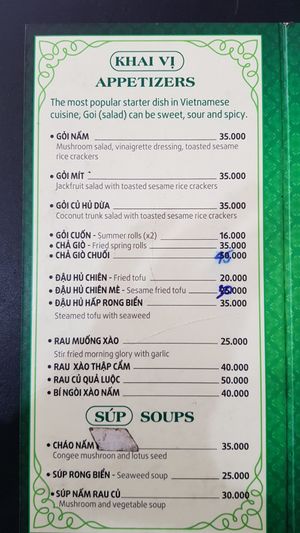 KHAI VỊ
APPETIZERS
The most popular starter dish in Vietnamese
cuisine, Goi (salad) can be sweet, sour and spicy.
• GỎI NẤM 35.000
Mushroom salad, vinaigrette dressing, toasted sesame
rice crackers
• GỎI MÍT 35.000
Jackfruit salad with toasted sesame rice crackers
• GỎI CỦ HỦ DỪA 35.000
Coconut trunk salad with toasted sesame rice crackers
• GỎI CUỐN - Summer rolls (x2) 16.000
• CHẢ GIÒ - Fried spring rolls 35.000
• CHẢ GIÒ CHUỐI
• ĐẬU HỦ CHIÊN - Fried tofu 20.000
• ĐẬU HỦ CHIÊN MÈ - Sesame fried tofu
• ĐẬU HỦ HẤP RONG BIỂN 35.000
Steamed tofu with seaweed
• RAU MUỐNG XÀO 25.000
Stir fried morning glory with garlic
• RAU XÀO THẬP CẨM 40.000
• RAU CỦ QUẢ LUỘC 50.000
• BÍ NGÒI XÀO NẤM 40.000
SÚP SOUPS
• CHÁO NẤM 35.000
Congee mushroon and lotus seed
• SÚP RONG BIỂN - Seaweed soup 25.000
• SÚP NẤM RAU CỦ 30.000
Mushroom and vegetable soup